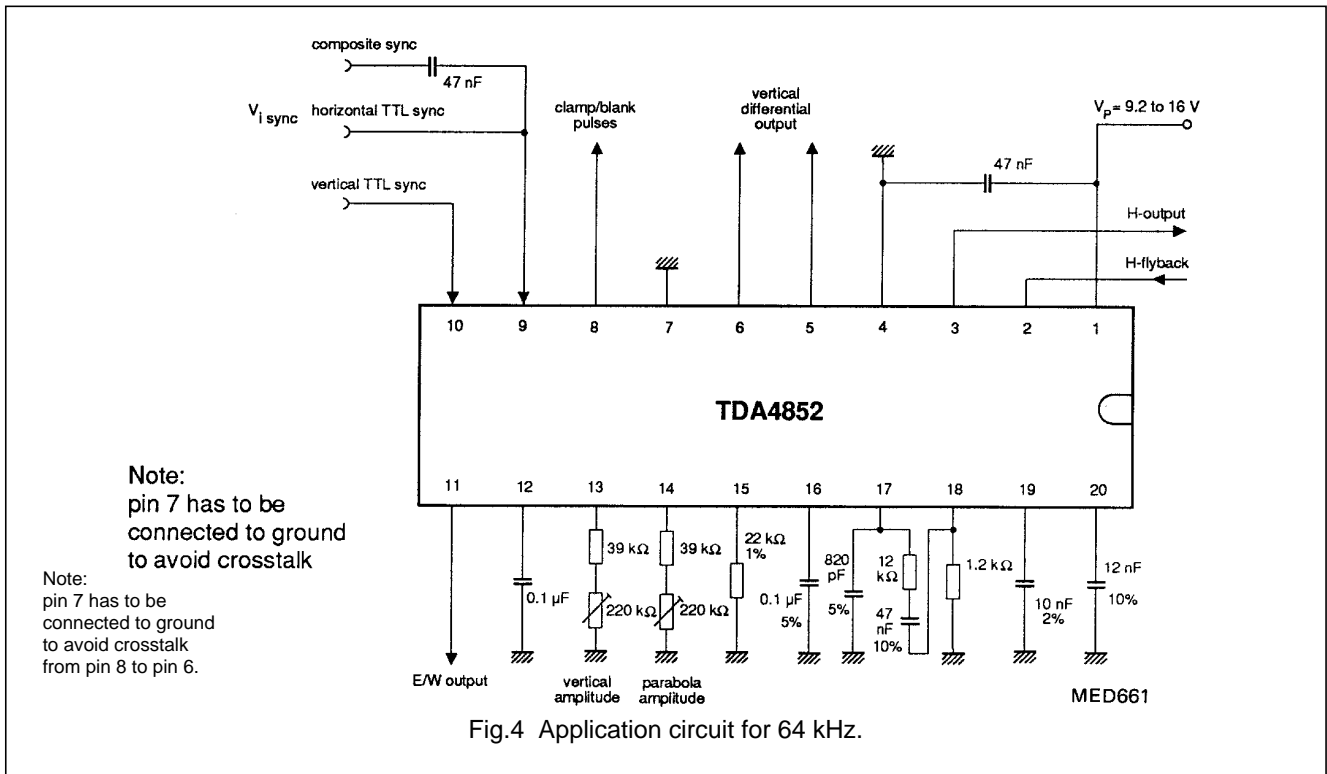 composite sync
47 nF
V i sync
horizontal TTL sync
vertical TTL sync
clamp/blank
pulses
vertical
differential
output
VP = 9.2 to 16 V
47 nF
H-output
H-flyback
10 9 8 7 6 5 4 3 2 1
TDA4852
Note:
pin 7 has to be
connected to ground
to avoid crosstalk
Note:
pin 7 has to be
connected to ground
to avoid crosstalk
from pin 8 to pin 6.
11 12 13 14 15 16 17 18 19 20
0.1 µF
39 kΩ
220 kΩ
39 kΩ
220 kΩ
22 kΩ
1%
0.1 µF
5%
820
pF
5%
12
kΩ
47
nF
10%
1.2 kΩ
10 nF
2%
12 nF
10%
E/W output
vertical
amplitude
parabola
amplitude
MED661
Fig.4 Application circuit for 64 kHz.